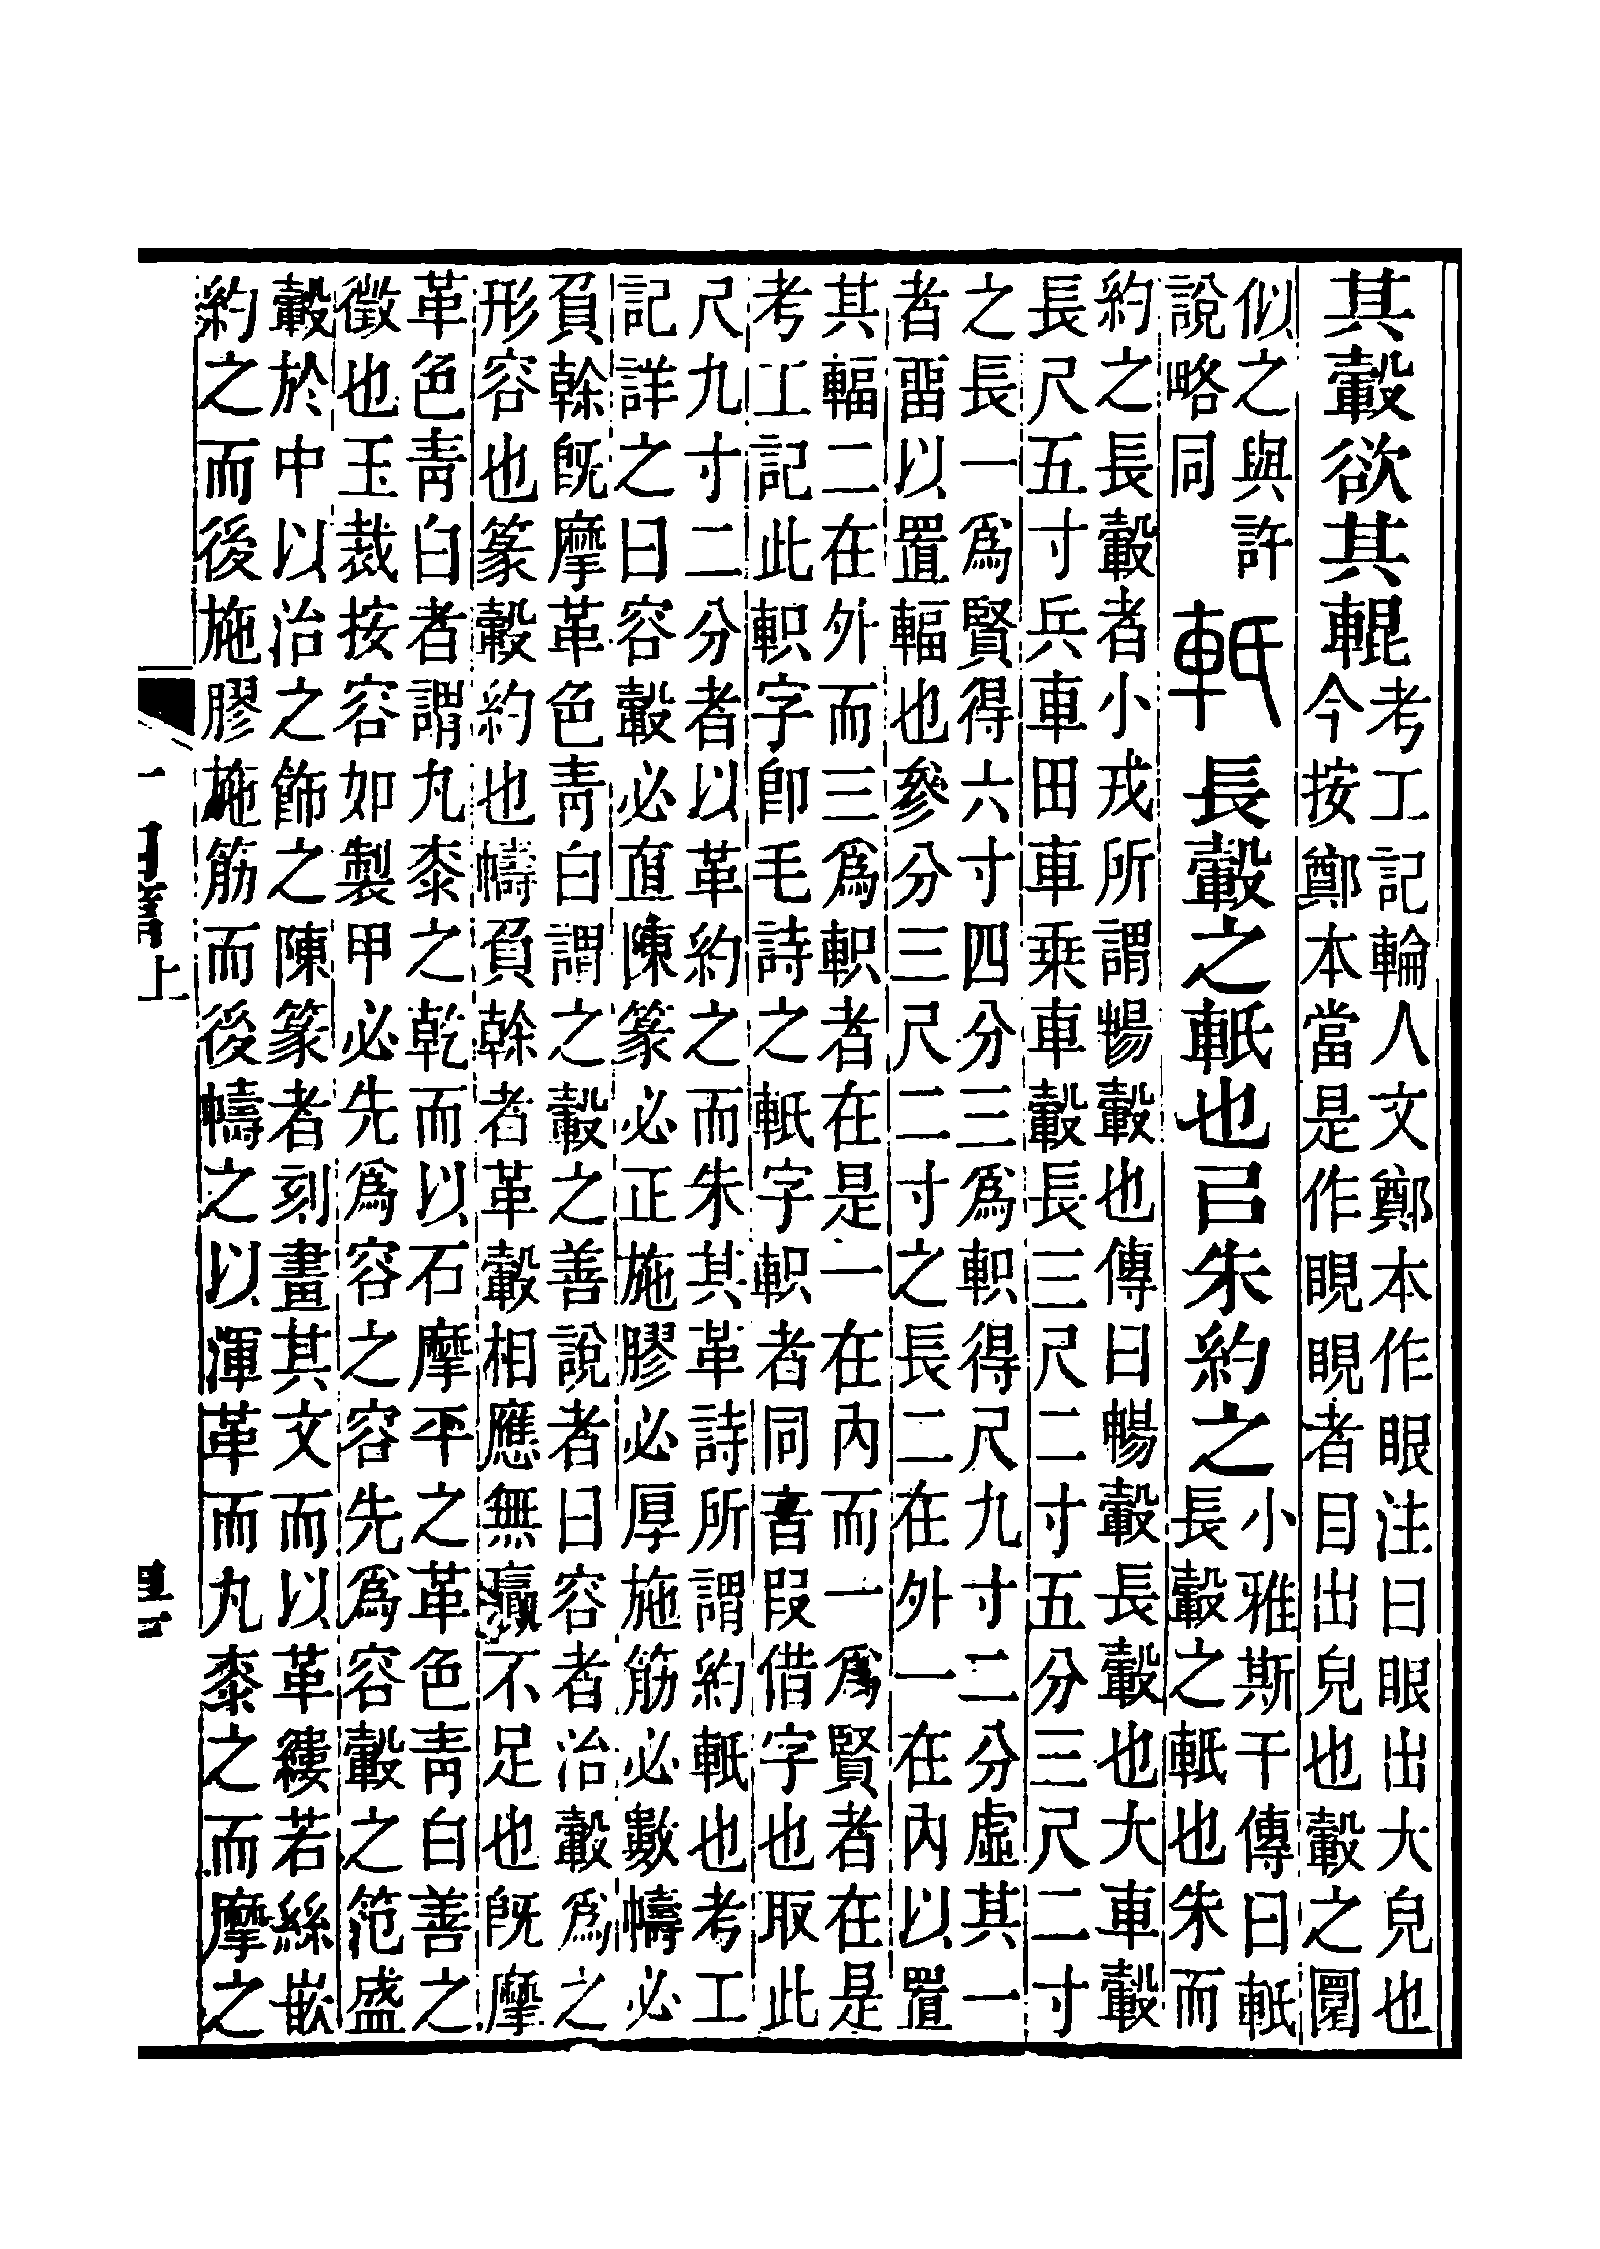 其轂欲其輥
考工記輪人文鄭本作眼注曰眼出大皃也
今按鄭本當是作睍睍者目出皃也轂之圜
似之與許
說略同
軝
長轂之軝也㠯朱約之
小雅斯干傳曰軝
長轂之軝也朱而
約之長轂者小戎所謂暢轂也傳曰暢轂長轂也大車轂
長尺五寸兵車田車乘車轂長三尺二寸五分三尺二寸
之長一爲賢得六寸四分三爲軹得尺九寸二分虛其一
者畱以置輻也參分三尺二寸之長二在外一在內以置
其輻二在外而三爲軹者在是一在內而一爲賢者在是
考工記此軹字卽毛詩之軝字軹者同音叚借字也取此
尺九寸二分者以革約之而朱其革詩所謂約軝也考工
記詳之曰容轂必直陳篆必正施膠必厚施筋必數幬必
負榦旣摩革色青白謂之轂之善說者曰容者治轂爲之
形容也篆轂約也幬負榦者革轂相應無贏不足也旣摩
革色青白者謂丸桼之乾而以石摩平之革色青白善之
徵也玉裁按容如製甲必先爲容之容先爲容轂之笵盛
轂於中以治之飾之陳篆者刻畫其文而以革縷若絲嵌
約之而後施膠施筋而後幬之以渾革而丸桼之而摩之